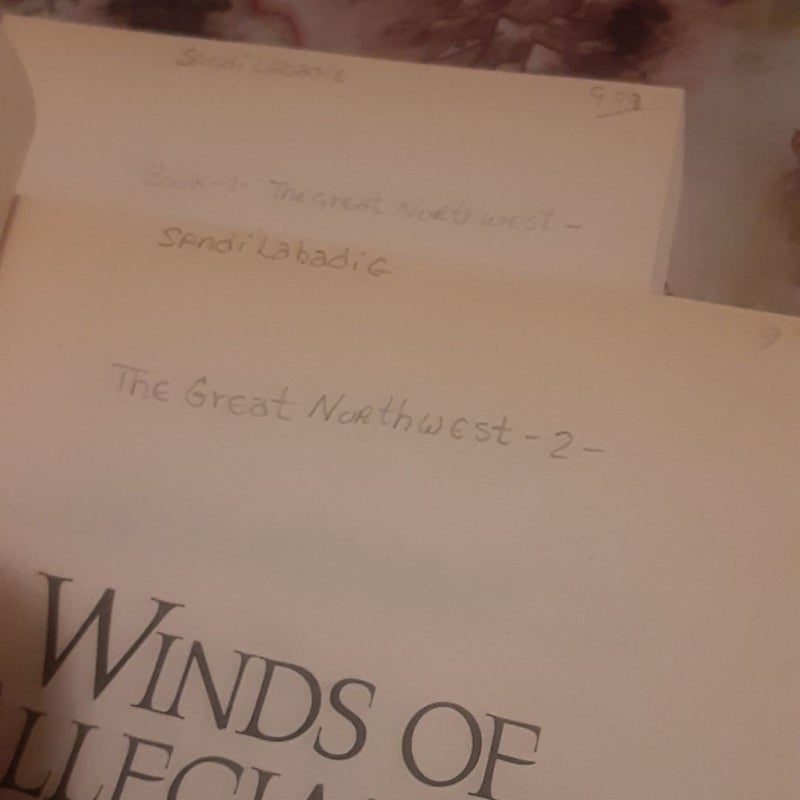 Sandi Labadie
9 93
Book-1- The Great Northwest -
Sandi Labadie
9
The Great Northwest - 2 -
WINDS OF